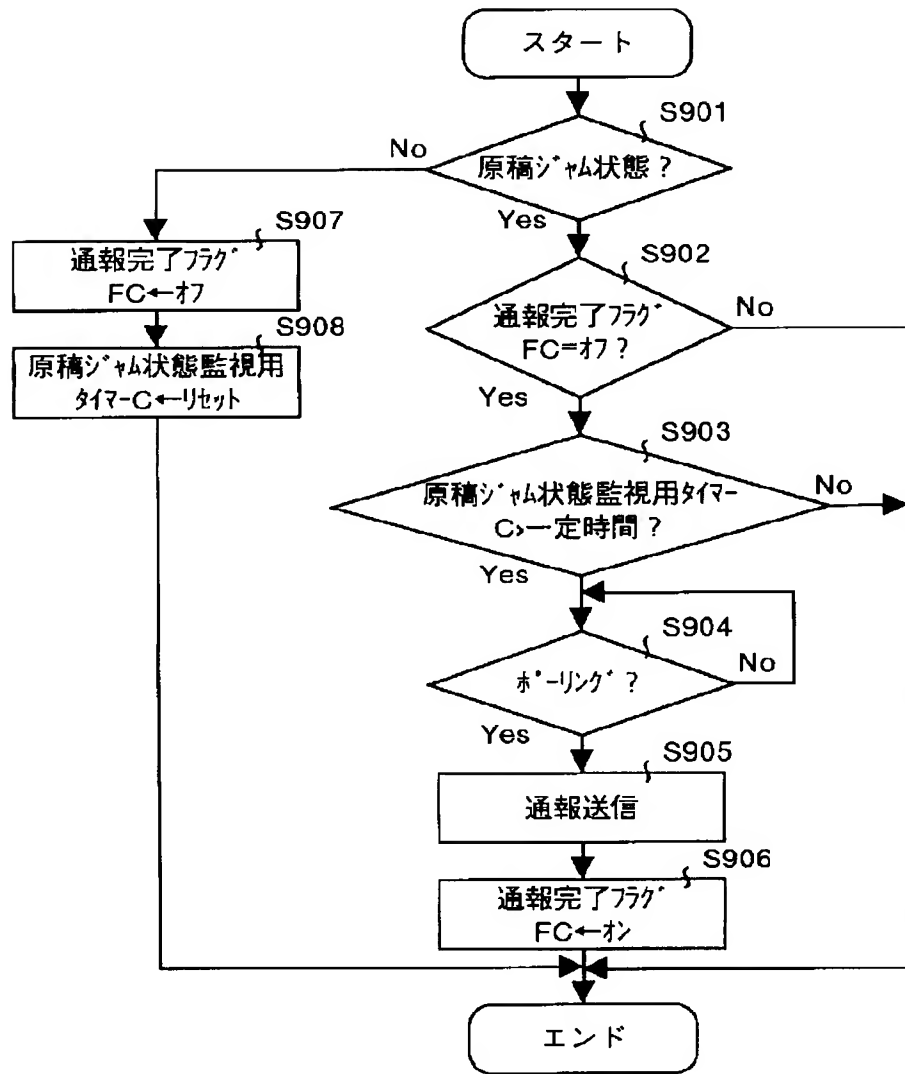 スタート
S901
原稿ジャム状態?
No
Yes
S907
通報完了フラグ
FC←オフ
S908
原稿ジャム状態監視用
タイマーC←リセット
S902
通報完了フラグ
FC=オフ?
No
Yes
S903
原稿ジャム状態監視用タイマー
C>一定時間?
No
Yes
S904
ポーリング?
No
Yes
S905
通報送信
S906
通報完了フラグ
FC←オン
エンド